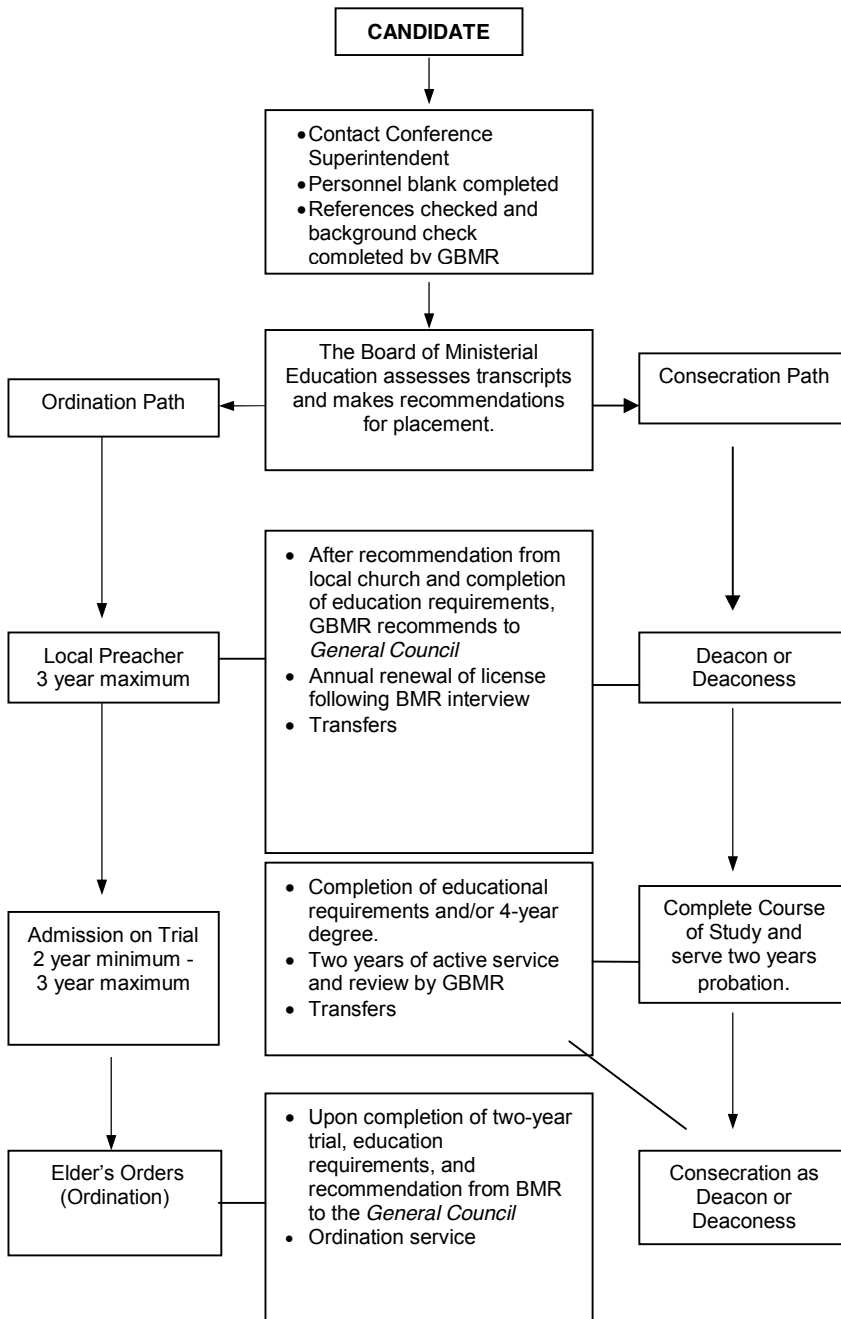 CANDIDATE
•Contact Conference
Superintendent
•Personnel blank completed
•References checked and
background check
completed by GBMR
The Board of Ministerial
Education assesses transcripts
and makes recommendations
for placement.
Ordination Path
Consecration Path
• After recommendation from
local church and completion
of education requirements,
GBMR recommends to
General Council
• Annual renewal of license
following BMR interview
• Transfers
Local Preacher
3 year maximum
Deacon or
Deaconess
• Completion of educational
requirements and/or 4-year
degree.
• Two years of active service
and review by GBMR
• Transfers
Admission on Trial
2 year minimum -
3 year maximum
Complete Course
of Study and
serve two years
probation.
• Upon completion of two-year
trial, education
requirements, and
recommendation from BMR
to the General Council
• Ordination service
Elder’s Orders
(Ordination)
Consecration as
Deacon or
Deaconess